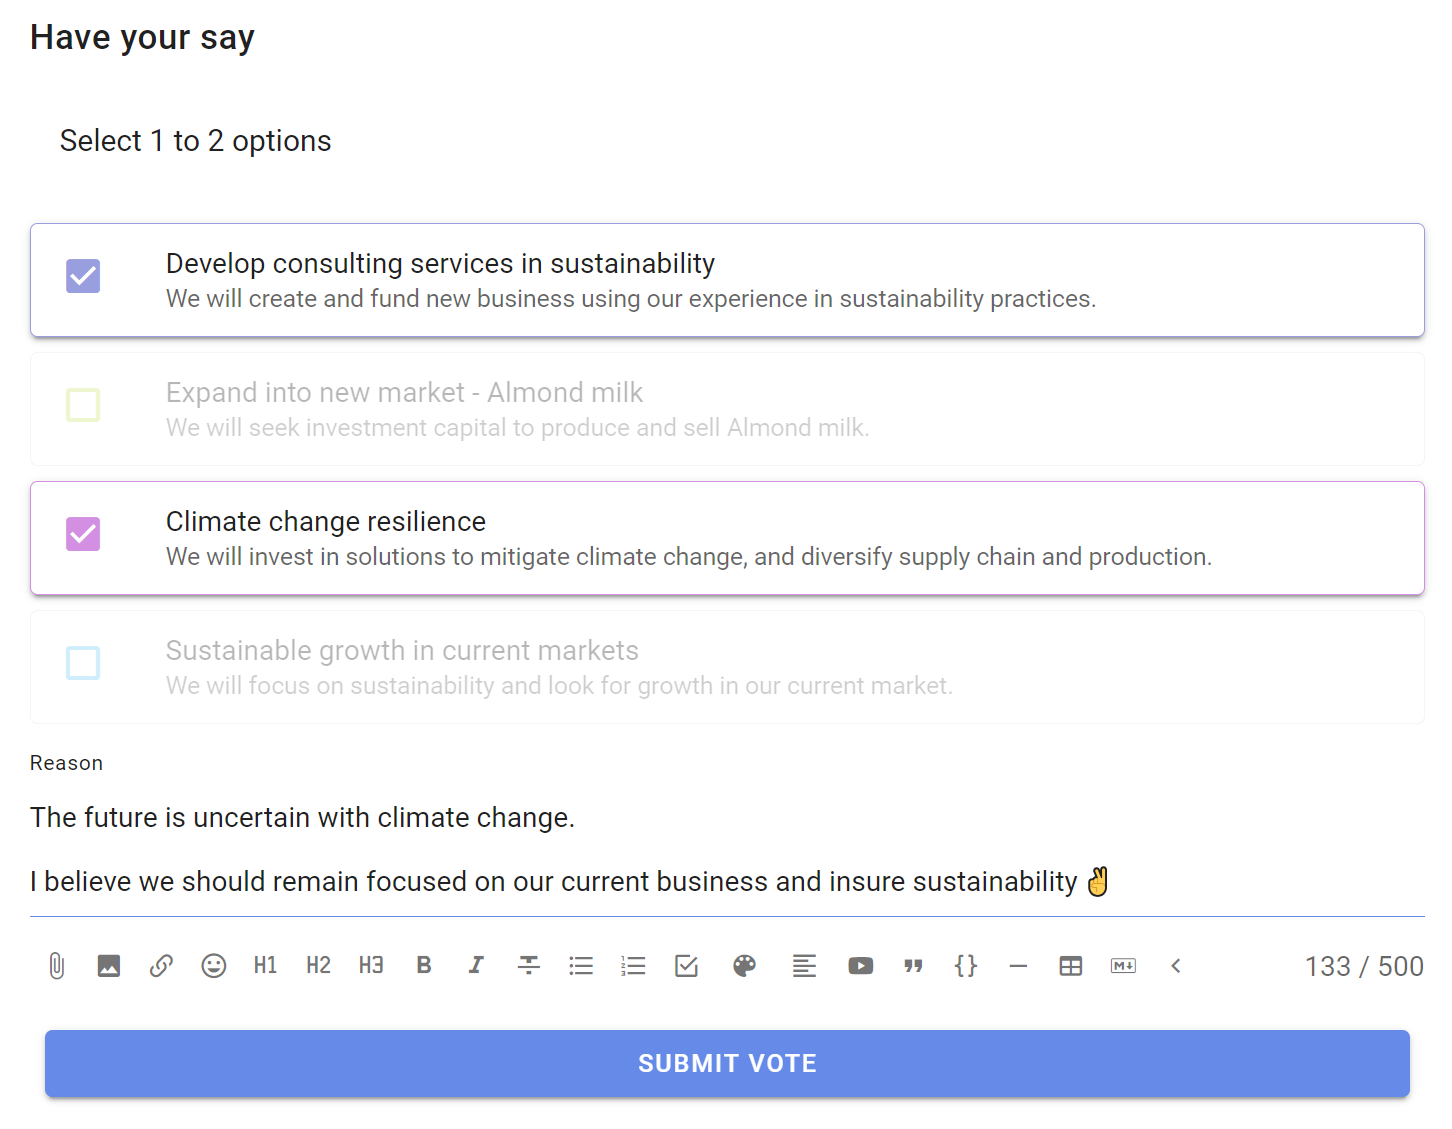 Have your say
Select 1 to 2 options
Develop consulting services in sustainability
We will create and fund new business using our experience in sustainability practices.
Expand into new market - Almond milk
We will seek investment capital to produce and sell Almond milk.
Climate change resilience
We will invest in solutions to mitigate climate change, and diversify supply chain and production.
Sustainable growth in current markets
We will focus on sustainability and look for growth in our current market.
Reason
The future is uncertain with climate change.
I believe we should remain focused on our current business and insure sustainability ✌️
H1 H2 H3 B I S 1 2 3 {} M 133 / 500
SUBMIT VOTE